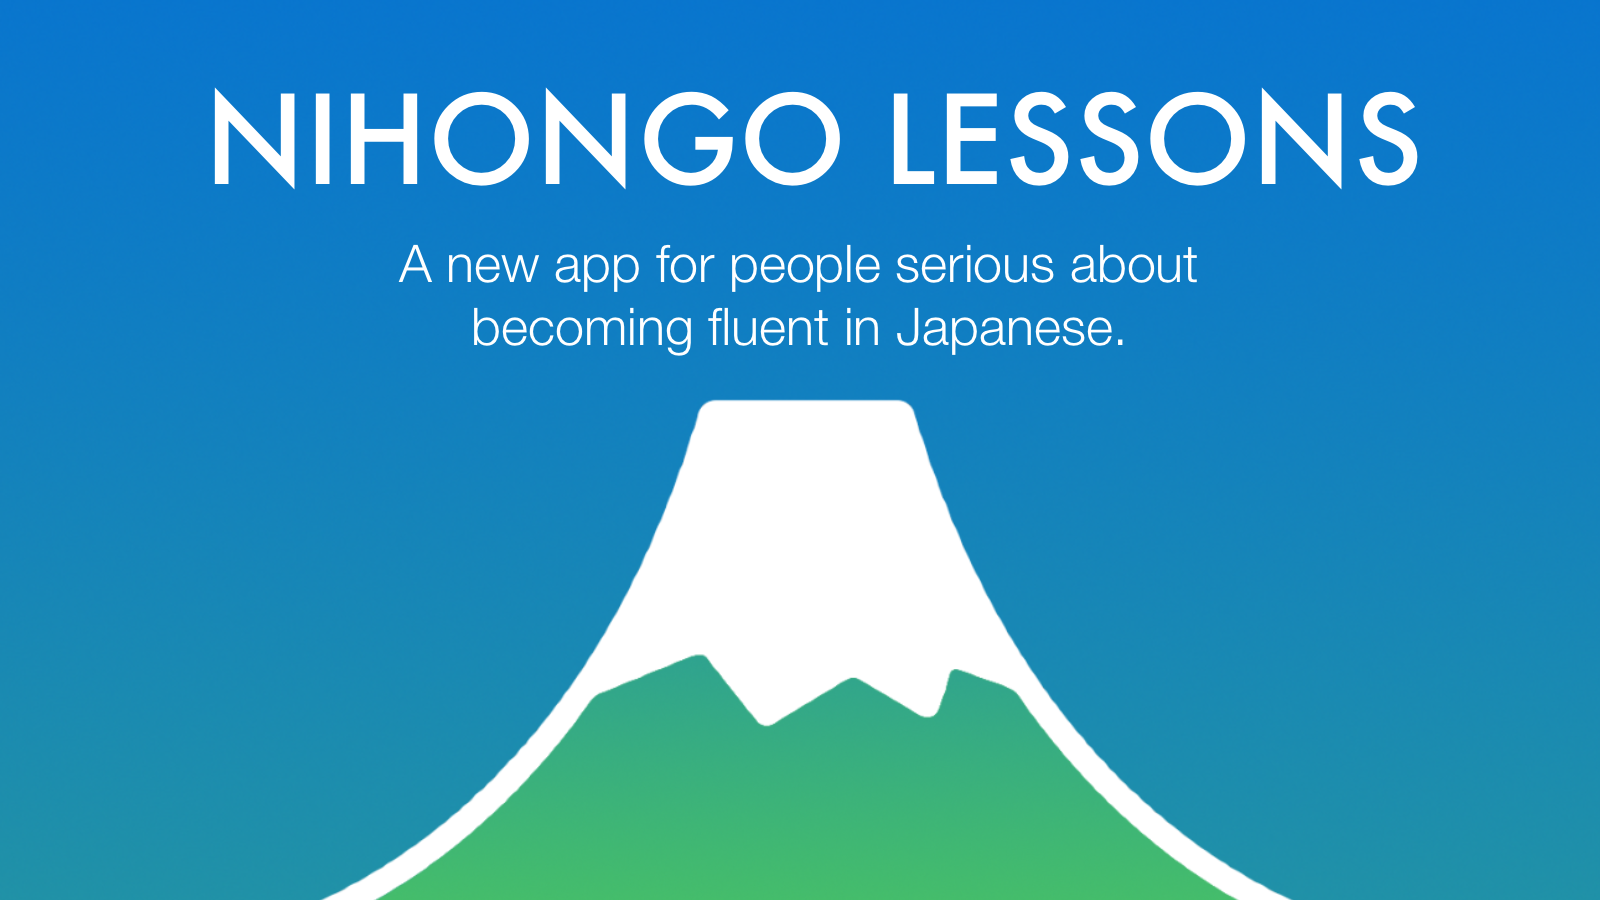 NIHONGO LESSONS
A new app for people serious about
becoming fluent in Japanese.